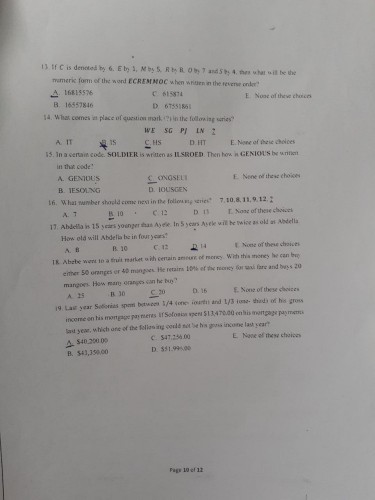 13. If C is denoted by 6, E by 1, M by 5, R by 8, O by 7 and S by 4, then what will be the
numeric form of the word ECREMMOC when written in the reverse order?
A. 16815576 C. 615874 E. None of these choices
B. 16557846 D. 67551861
14. What comes in place of question mark (?) in the following series?
WE SG PJ LN ?
A. IT B. IS C. HS D. HT E. None of these choices
15. In a certain code, SOLDIER is written as ILSROED. Then how is GENIOUS be written
in that code?
A. GENIOUS C. ONGSEUI E. None of these choices
B. IESOUNG D. IOUSGEN
16. What number should come next in the following series? 7, 10, 8, 11, 9, 12, ?
A. 7 B. 10 C. 12 D. 13 E. None of these choices
17. Abdella is 15 years younger than Ayele. In 5 years Ayele will be twice as old as Abdella.
How old will Abdella be in four years?
A. 8 B. 10 C. 12 D. 14 E. None of these choices
18. Abebe went to a fruit market with certain amount of money. With this money he can buy
either 50 oranges or 40 mangoes. He retains 10% of the money for taxi fare and buys 20
mangoes. How many oranges can he buy?
A. 25 B. 30 C. 20 D. 16 E. None of these choices
19. Last year Sofonias spent between 1/4 (one- fourth) and 1/3 (one- third) of his gross
income on his mortgage payments. If Sofonias spent $13,470.00 on his mortgage payments
last year, which one of the following could not be his gross income last year?
A. $40,200.00 C. $47,256.00 E. None of these choices
B. $41,356.00 D. $51,999.00
Page 10 of 12